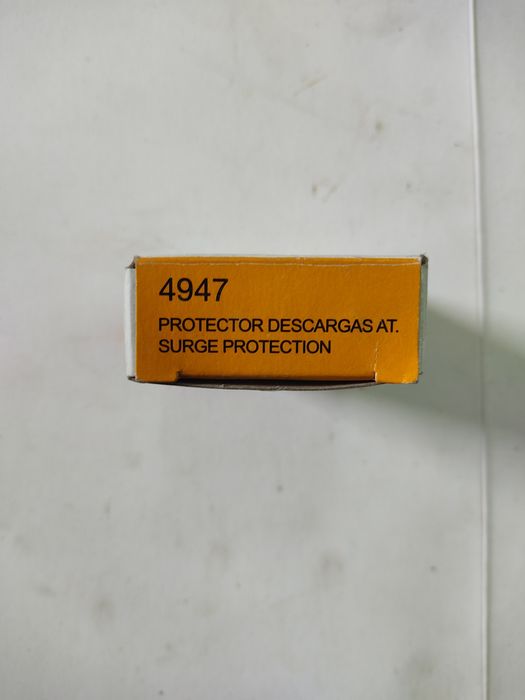 4947
PROTECTOR DESCARGAS AT.
SURGE PROTECTION